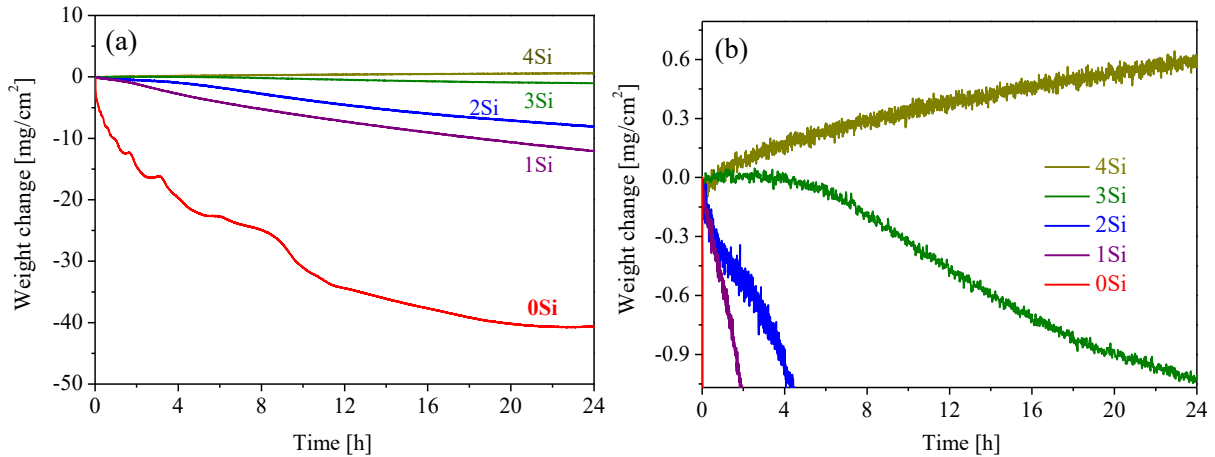 (a)
Weight change [mg/cm²]
10
0
-10
-20
-30
-40
-50
4Si
3Si
2Si
1Si
0Si
0 4 8 12 16 20 24
Time [h]
(b)
Weight change [mg/cm²]
0.6
0.3
0.0
-0.3
-0.6
-0.9
4Si
3Si
2Si
1Si
0Si
0 4 8 12 16 20 24
Time [h]